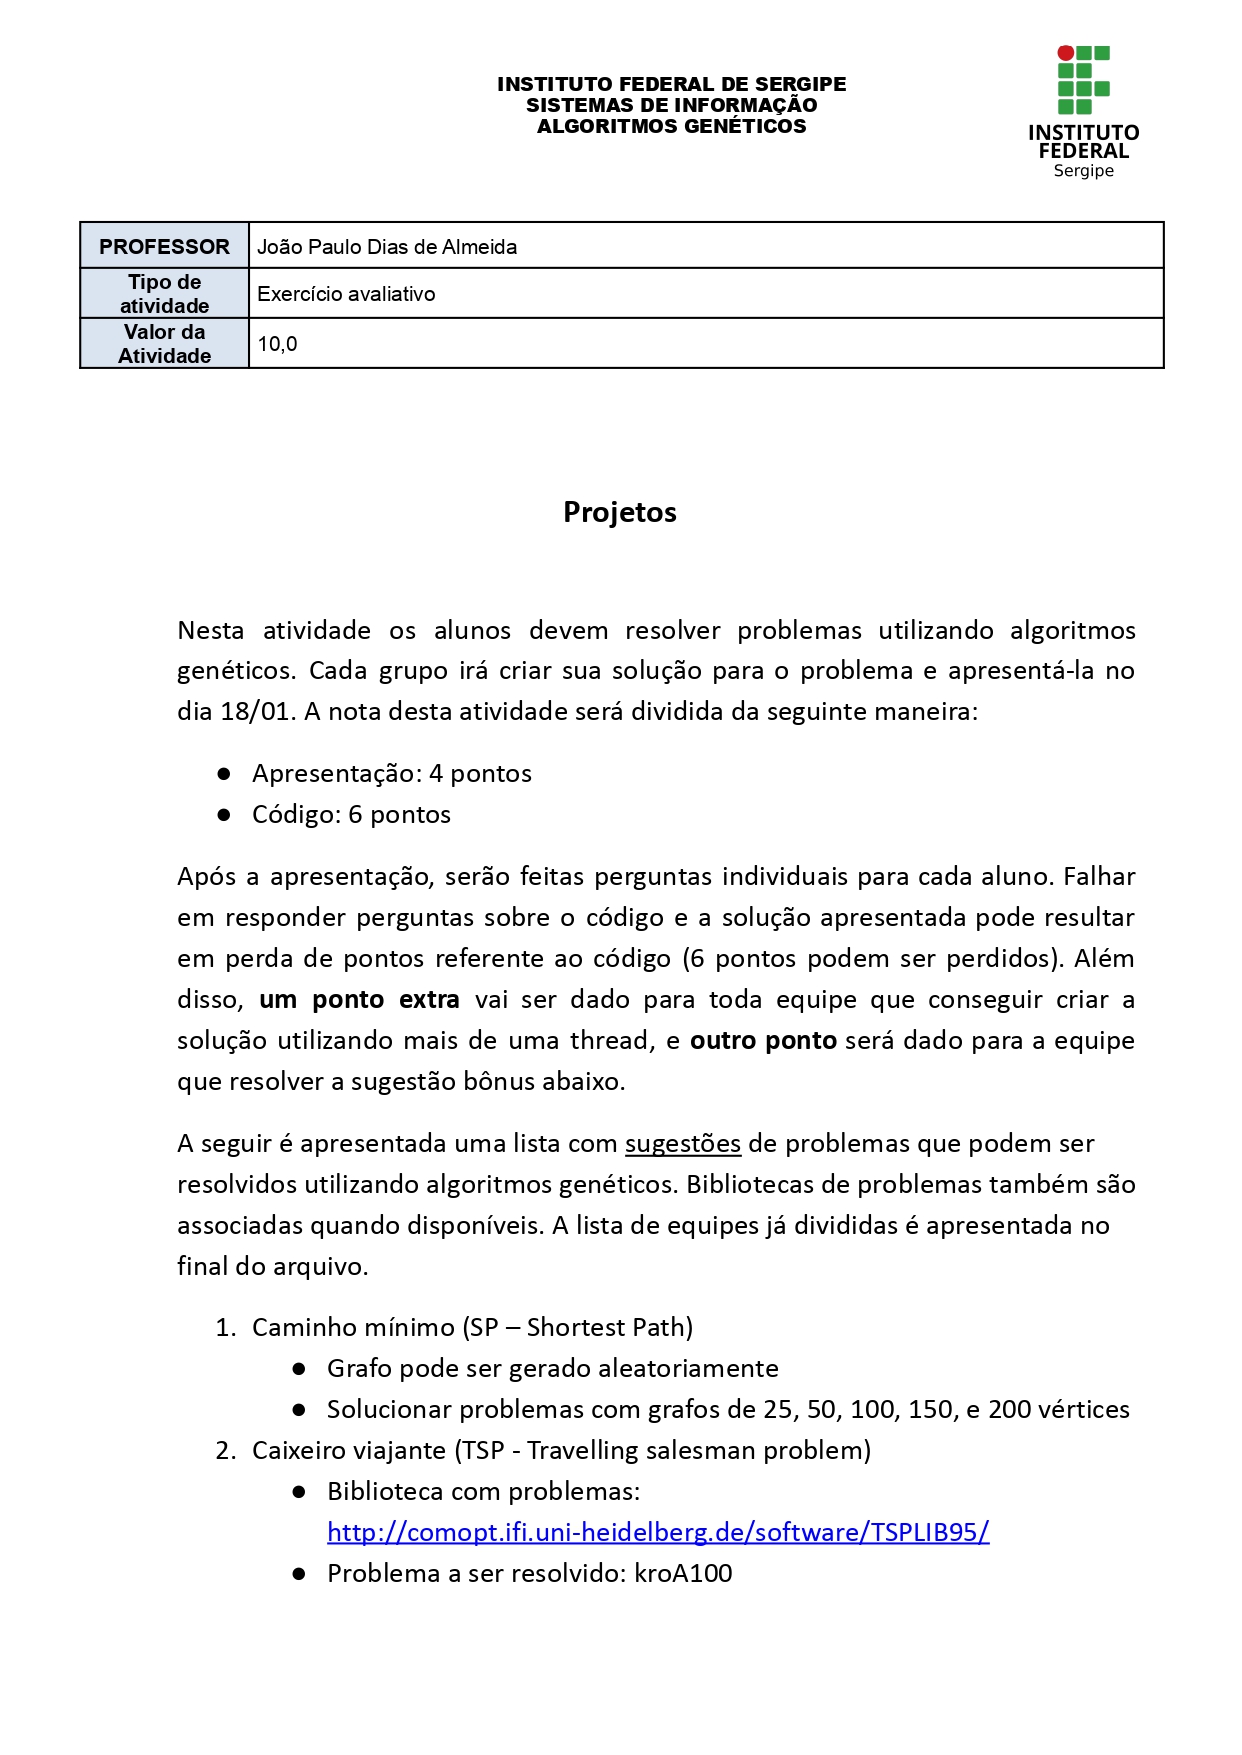 INSTITUTO FEDERAL DE SERGIPE
SISTEMAS DE INFORMAÇÃO
ALGORITMOS GENÉTICOS
INSTITUTO
FEDERAL
Sergipe
PROFESSOR João Paulo Dias de Almeida
Tipo de
atividade
Exercício avaliativo
Valor da
Atividade
10,0
Projetos
Nesta atividade os alunos devem resolver problemas utilizando algoritmos
genéticos. Cada grupo irá criar sua solução para o problema e apresentá-la no
dia 18/01. A nota desta atividade será dividida da seguinte maneira:
● Apresentação: 4 pontos
● Código: 6 pontos
Após a apresentação, serão feitas perguntas individuais para cada aluno. Falhar
em responder perguntas sobre o código e a solução apresentada pode resultar
em perda de pontos referente ao código (6 pontos podem ser perdidos). Além
disso, um ponto extra vai ser dado para toda equipe que conseguir criar a
solução utilizando mais de uma thread, e outro ponto será dado para a equipe
que resolver a sugestão bônus abaixo.
A seguir é apresentada uma lista com sugestões de problemas que podem ser
resolvidos utilizando algoritmos genéticos. Bibliotecas de problemas também são
associadas quando disponíveis. A lista de equipes já divididas é apresentada no
final do arquivo.
1. Caminho mínimo (SP – Shortest Path)
● Grafo pode ser gerado aleatoriamente
● Solucionar problemas com grafos de 25, 50, 100, 150, e 200 vértices
2. Caixeiro viajante (TSP - Travelling salesman problem)
● Biblioteca com problemas:
http://comopt.ifi.uni-heidelberg.de/software/TSPLIB95/
● Problema a ser resolvido: kroA100